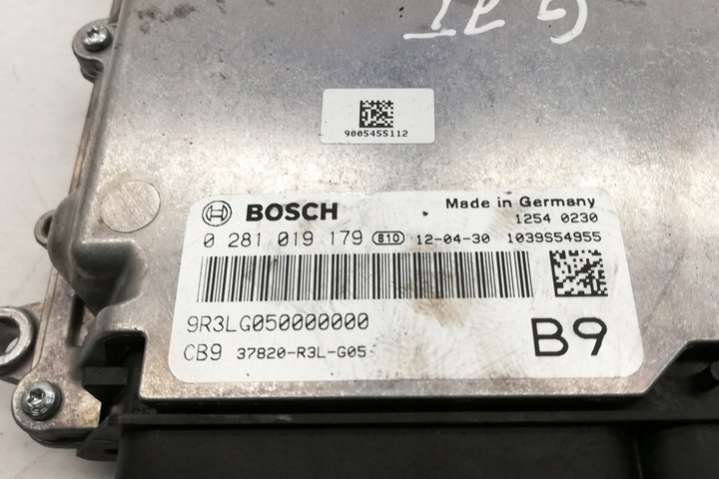 G7T
9005455112
BOSCH
Made in Germany
1254 0230
0 281 019 179 810 12-04-30 1039S54955
9R3LG050000000
CB9 37820-R3L-G05
B9